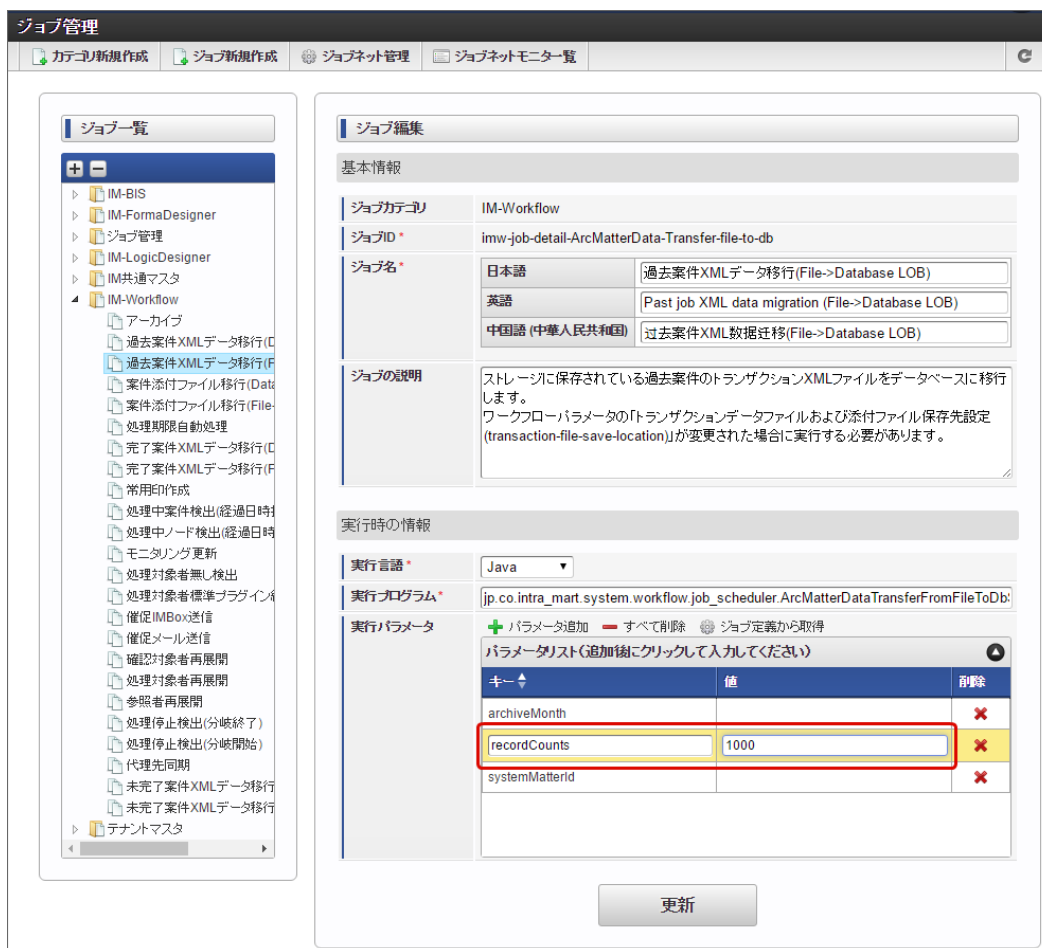 ジョブ管理
カテゴリ新規作成 ジョブ新規作成 ジョブネット管理 ジョブネットモニター覧
ジョブ一覧
IM-BIS
IM-FormaDesigner
ジョブ管理
IM-LogicDesigner
IM共通マスタ
IM-Workflow
アーカイブ
過去案件XMLデータ移行(D
過去案件XMLデータ移行(F
案件添付ファイル移行(Data
案件添付ファイル移行(File-
処理期限自動処理
完了案件XMLデータ移行(D
完了案件XMLデータ移行(F
常用印作成
処理中案件検出(経過日時
処理中ノード検出(経過日時
モニタリング更新
処理対象者無し検出
処理対象者標準プラグイン
催促IMBox送信
催促メール送信
確認対象者再展開
処理対象者再展開
参照者再展開
処理停止検出(分岐終了)
処理停止検出(分岐開始)
代理先同期
未完了案件XMLデータ移行
未完了案件XMLデータ移行
テナントマスタ
ジョブ編集
基本情報
ジョブカテゴリ IM-Workflow
ジョブID * imw-job-detail-ArcMatterData-Transfer-file-to-db
ジョブ名 * 日本語 過去案件XMLデータ移行(File->Database LOB)
英語 Past job XML data migration (File->Database LOB)
中国語 (中華人民共和国) 过去案件XML数据迁移(File->Database LOB)
ジョブの説明 ストレージに保存されている過去案件のトランザクションXMLファイルをデータベースに移行
します。
ワークフローパラメータの「トランザクションデータファイルおよび添付ファイル保存先設定
(transaction-file-save-location)」が変更された場合に実行する必要があります。
実行時の情報
実行言語 * Java
実行プログラム * jp.co.intra_mart.system.workflow.job_scheduler.ArcMatterDataTransferFromFileToDb
実行パラメータ パラメータ追加 すべて削除 ジョブ定義から取得
パラメータリスト(追加後にクリックして入力してください)
キー 値 削除
archiveMonth
recordCounts 1000
systemMatterId
更新